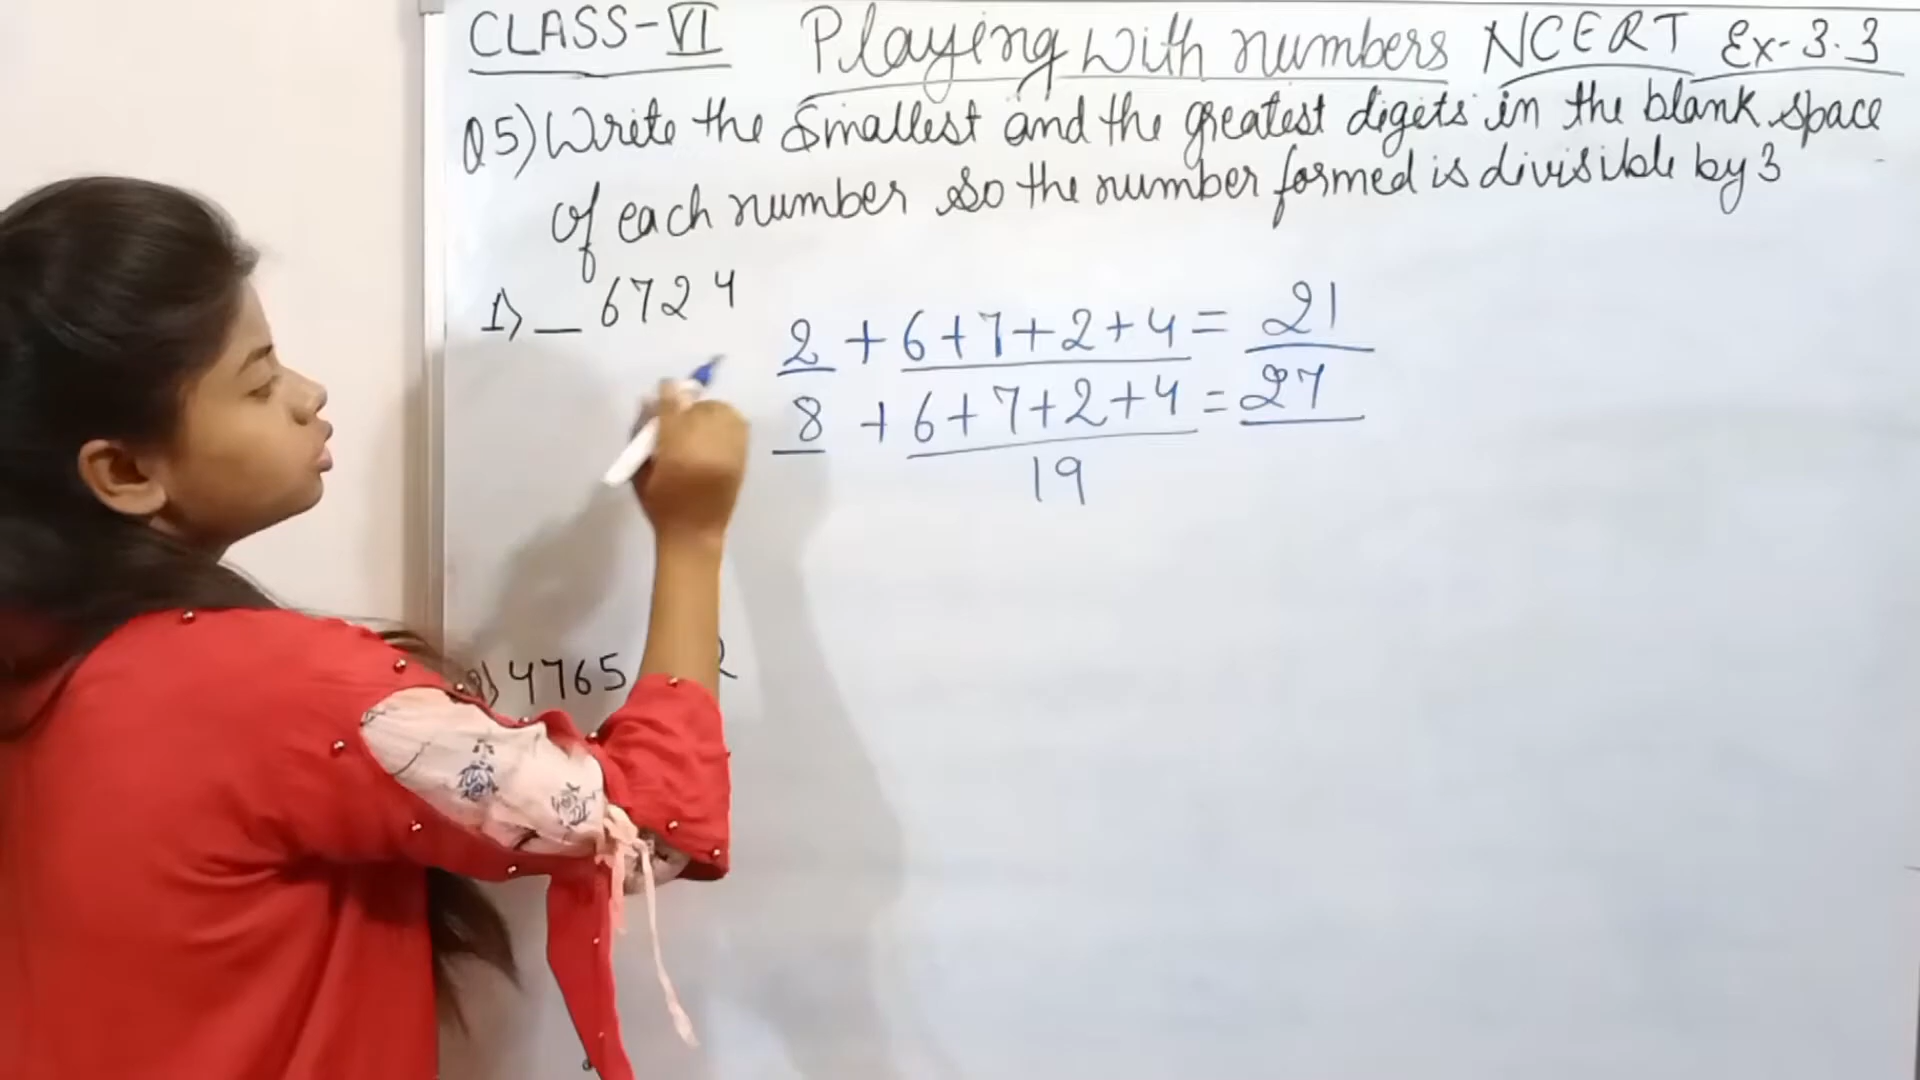 CLASS-VI Playing with numbers NCERT Ex-3.3
Q5) Write the smallest and the greatest digits in the blank space
of each number so the number formed is divisible by 3
1) _ 6724
2 + 6+7+2+4 = 21
8 + 6+7+2+4 = 27
19
4765 2